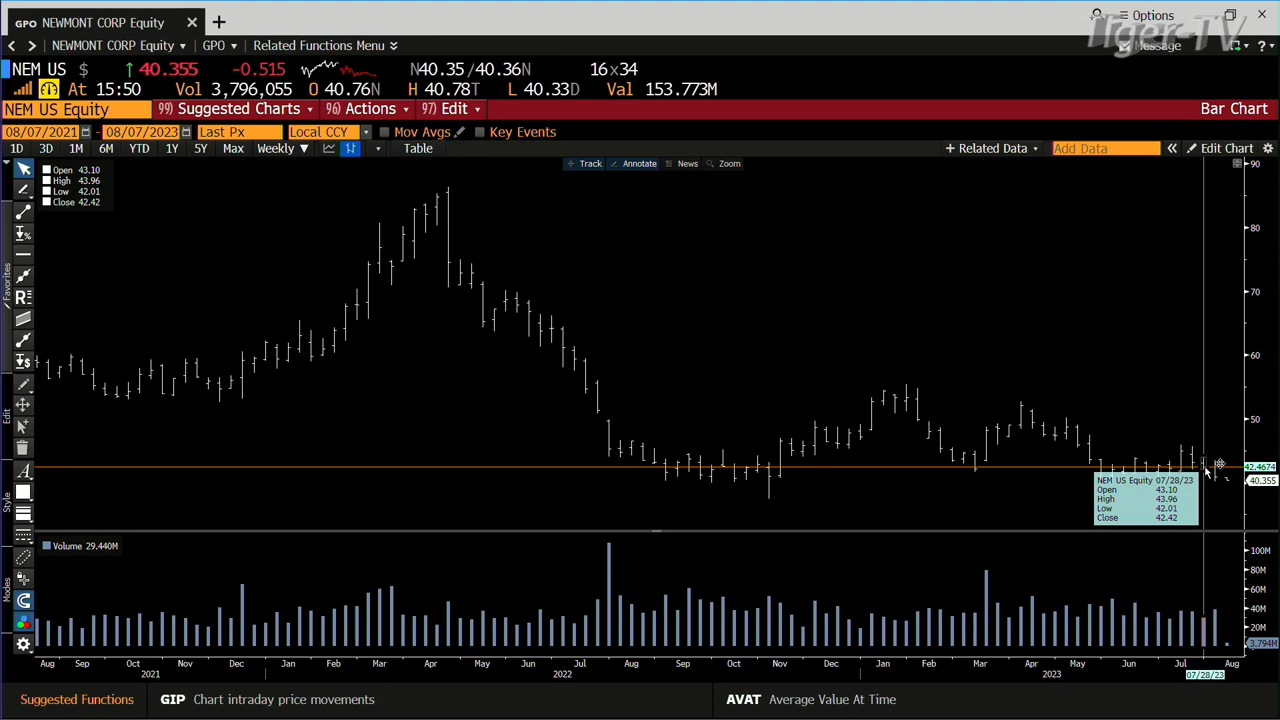 GPO NEWMONT CORP Equity × +
Options
Tiger-TV
NEWMONT CORP Equity GPO Related Functions Menu
Message
NEM US $ ↑ 40.355 -0.515 N40.35 / 40.36N 16x34
At 15:50 Vol 3,796,055 O 40.76N H 40.78T L 40.33D Val 153.773M
NEM US Equity 99) Suggested Charts 96) Actions 97) Edit Bar Chart
08/07/2021 - 08/07/2023 Last Px Local CCY Mov Avgs Key Events
1D 3D 1M 6M YTD 1Y 5Y Max Weekly ▼ Table + Related Data Add Data « Edit Chart
Track Annotate News Zoom
Open 43.10
High 43.96
Low 42.01
Close 42.42
90
80
70
60
50
42.4674
40.355
NEM US Equity 07/28/23
Open 43.10
High 43.96
Low 42.01
Close 42.42
Favorites
Edit
Style
Modes
Volume 29.440M
100M
80M
60M
40M
20M
3.794M
Aug Sep Oct Nov Dec Jan Feb Mar Apr May Jun Jul Aug Sep Oct Nov Dec Jan Feb Mar Apr May Jun Jul Aug
2021 2022 2023 07/28/23
Suggested Functions GIP Chart intraday price movements AVAT Average Value At Time